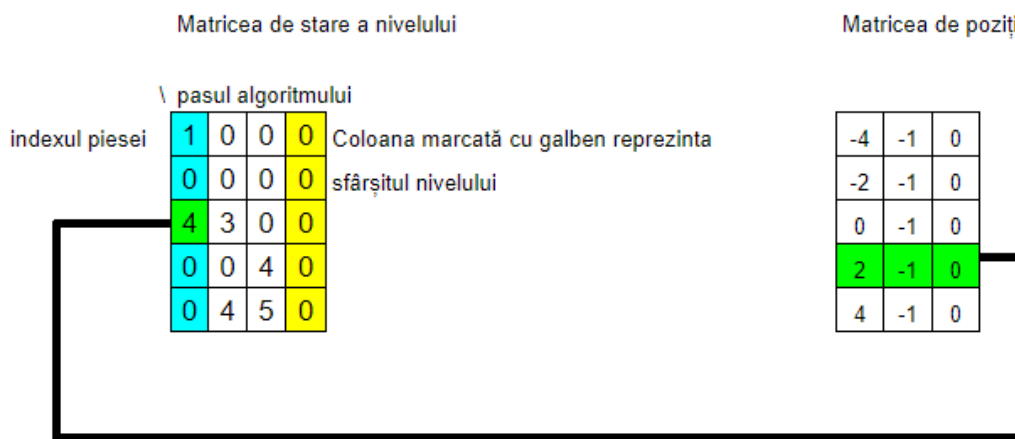 Matricea de stare a nivelului
Matricea de poziți
\ pasul algoritmului
indexul piesei
1 0 0 0 Coloana marcată cu galben reprezinta
0 0 0 0 sfârșitul nivelului
4 3 0 0
0 0 4 0
0 4 5 0
-4 -1 0
-2 -1 0
0 -1 0
2 -1 0
4 -1 0